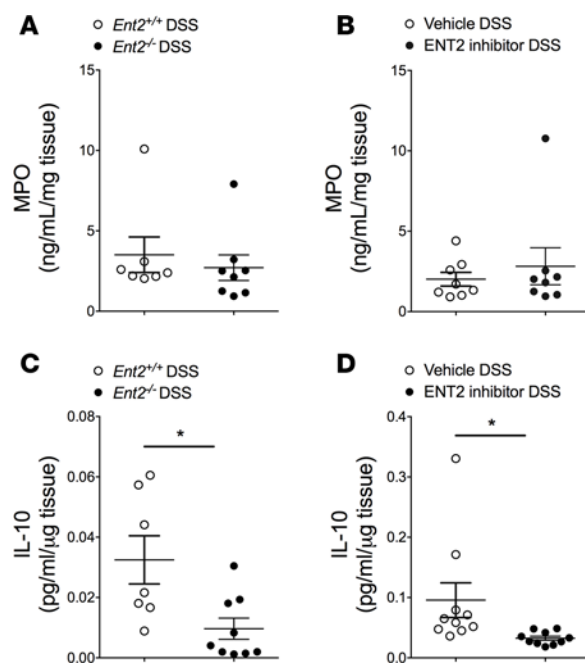 A
○ Ent2+/+ DSS
● Ent2-/- DSS
MPO
(ng/mL/mg tissue)
15
10
5
0
B
○ Vehicle DSS
● ENT2 inhibitor DSS
MPO
(ng/mL/mg tissue)
15
10
5
0
C
○ Ent2+/+ DSS
● Ent2-/- DSS
IL-10
(pg/ml/µg tissue)
0.08
0.06
0.04
0.02
0.00
*
D
○ Vehicle DSS
● ENT2 inhibitor DSS
IL-10
(pg/ml/µg tissue)
0.4
0.3
0.2
0.1
0.0
*